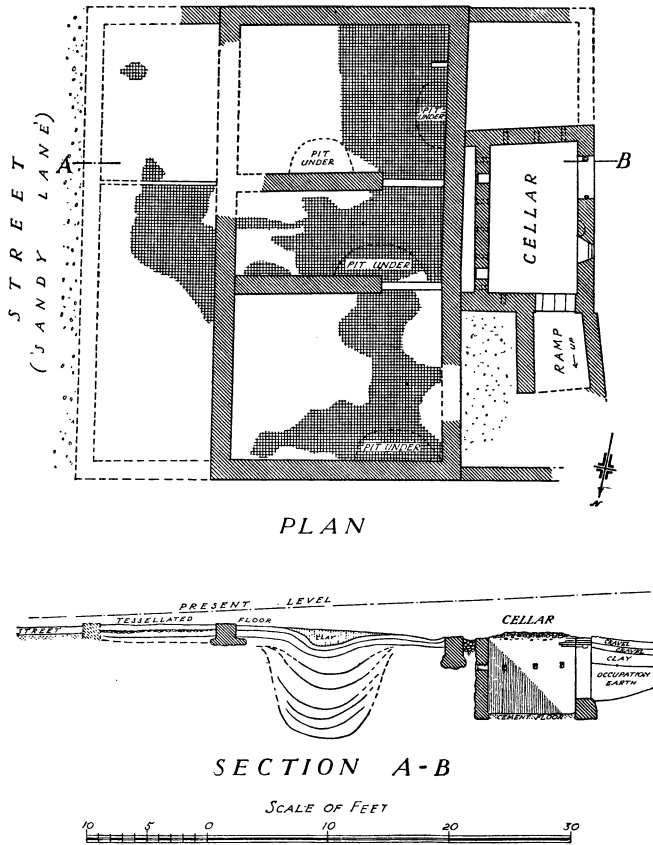 STREET
('SANDY LANE')
A
B
PIT
UNDER
PIT
UNDER
PIT UNDER
PIT UNDER
CELLAR
RAMP
UP
N
PLAN
PRESENT LEVEL
STREET
TESSELLATED FLOOR
CLAY
CELLAR
CEMENT FLOOR
GRAVEL
GRAVEL
CLAY
OCCUPATION
EARTH
SECTION A-B
SCALE OF FEET
10 5 0 10 20 30